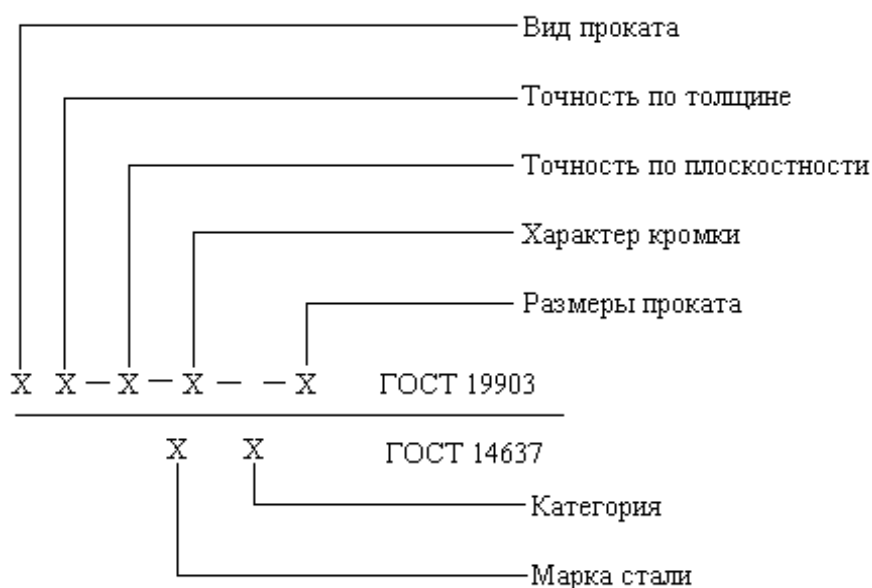 Вид проката
Точность по толщине
Точность по плоскостности
Характер кромки
Размеры проката
Х Х — Х — Х — — Х ГОСТ 19903
Х Х ГОСТ 14637
Категория
Марка стали